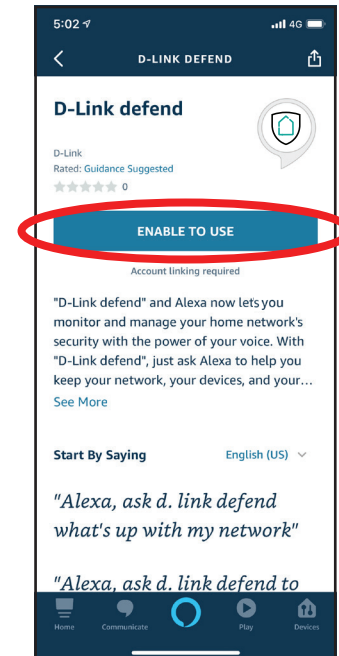 5:02
4G
D-LINK DEFEND
D-Link defend
D-Link
Rated: Guidance Suggested
0
ENABLE TO USE
Account linking required
"D-Link defend" and Alexa now lets you
monitor and manage your home network's
security with the power of your voice. With
"D-Link defend", just ask Alexa to help you
keep your network, your devices, and your...
See More
Start By Saying English (US)
"Alexa, ask d. link defend
what's up with my network"
"Alexa, ask d. link defend to
Home Communicate Play Devices